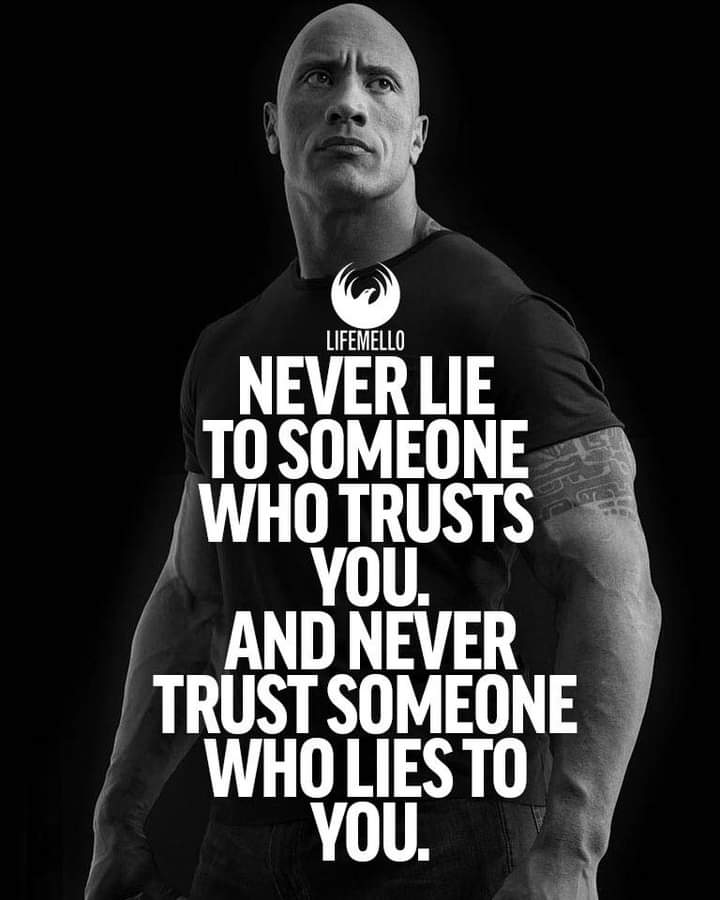 LIFEMELLO
NEVER LIE
TO SOMEONE
WHO TRUSTS
YOU.
AND NEVER
TRUST SOMEONE
WHO LIES TO
YOU.